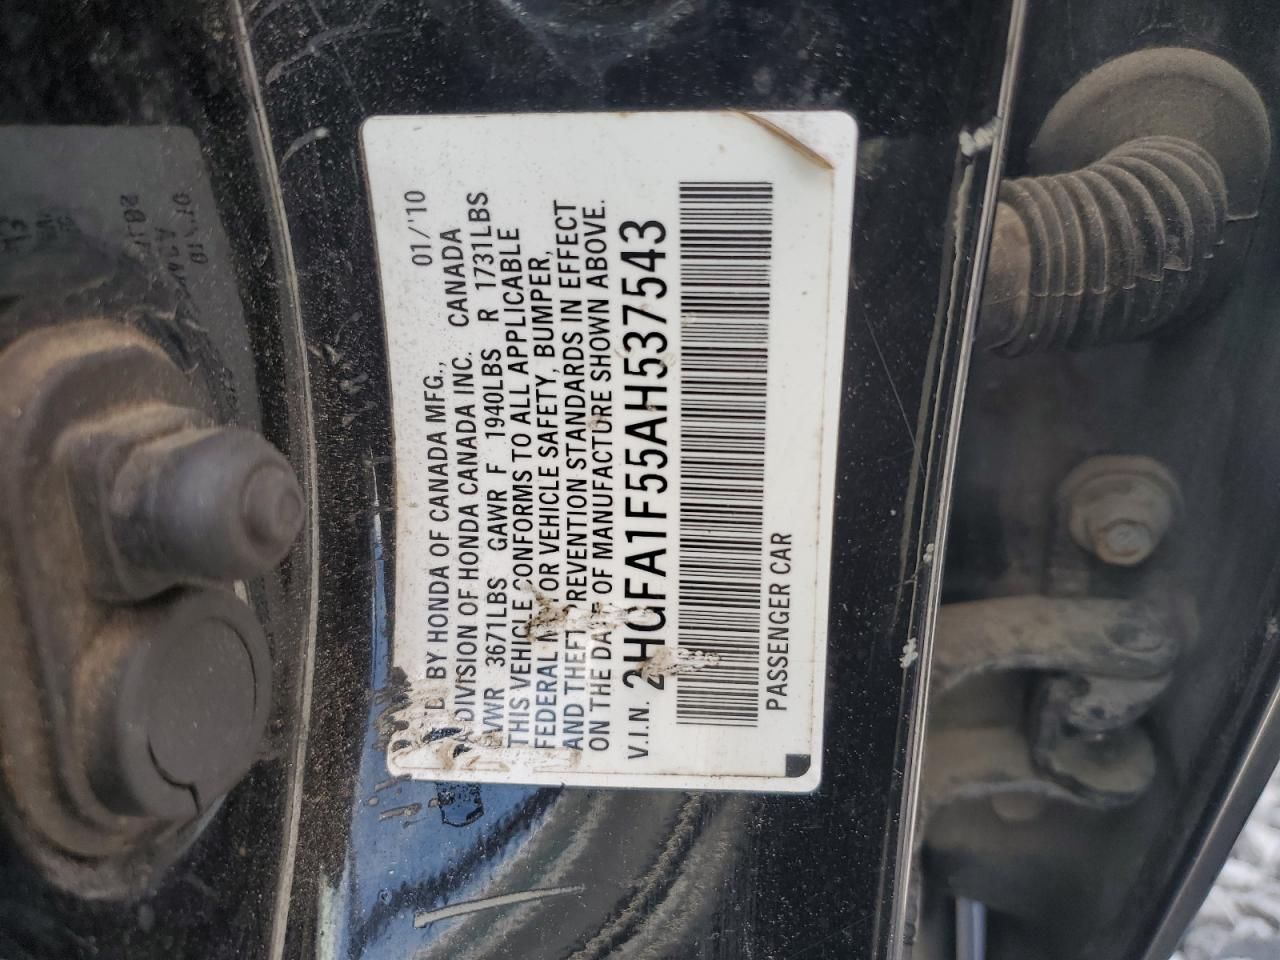 BY HONDA OF CANADA MFG., 01/'10
DIVISION OF HONDA CANADA INC. CANADA
GVWR 3671LBS GAWR F 1940LBS R 1731LBS
THIS VEHICLE CONFORMS TO ALL APPLICABLE
FEDERAL MOTOR VEHICLE SAFETY, BUMPER,
AND THEFT PREVENTION STANDARDS IN EFFECT
ON THE DATE OF MANUFACTURE SHOWN ABOVE.
V.I.N. 2HGFA1F55AH537543
PASSENGER CAR